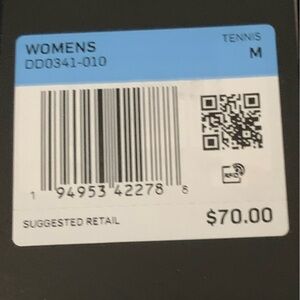 WOMENS TENNIS
DD0341-010 M
1 94953 42278 8
SUGGESTED RETAIL $70.00